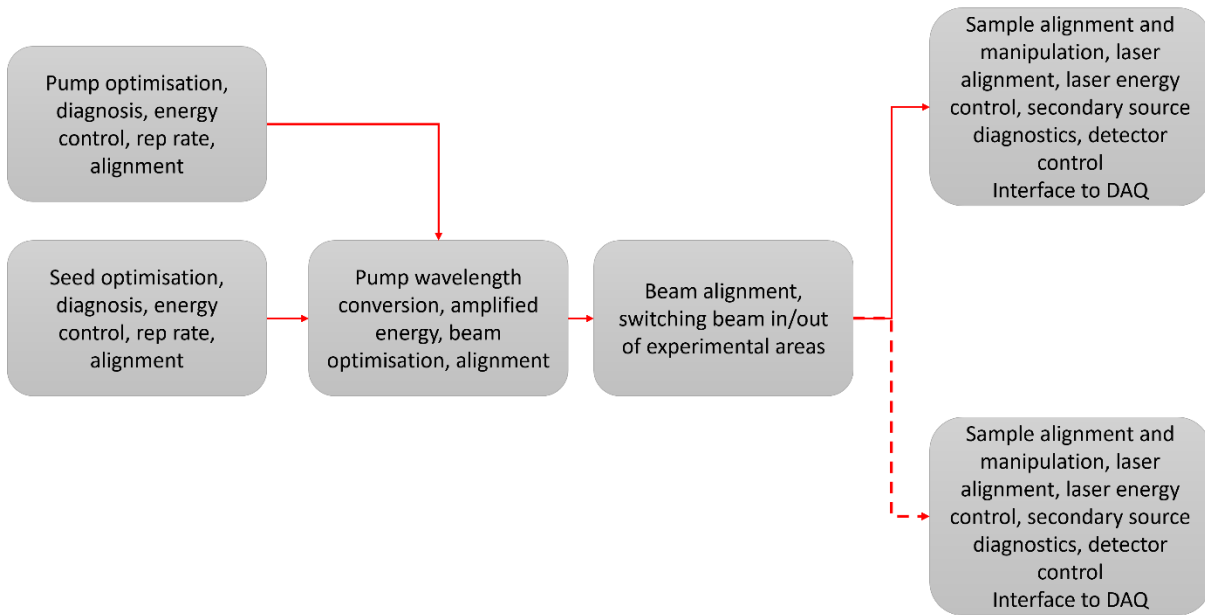 Pump optimisation,
diagnosis, energy
control, rep rate,
alignment
Seed optimisation,
diagnosis, energy
control, rep rate,
alignment
Pump wavelength
conversion, amplified
energy, beam
optimisation, alignment
Beam alignment,
switching beam in/out
of experimental areas
Sample alignment and
manipulation, laser
alignment, laser energy
control, secondary source
diagnostics, detector
control
Interface to DAQ
Sample alignment and
manipulation, laser
alignment, laser energy
control, secondary source
diagnostics, detector
control
Interface to DAQ